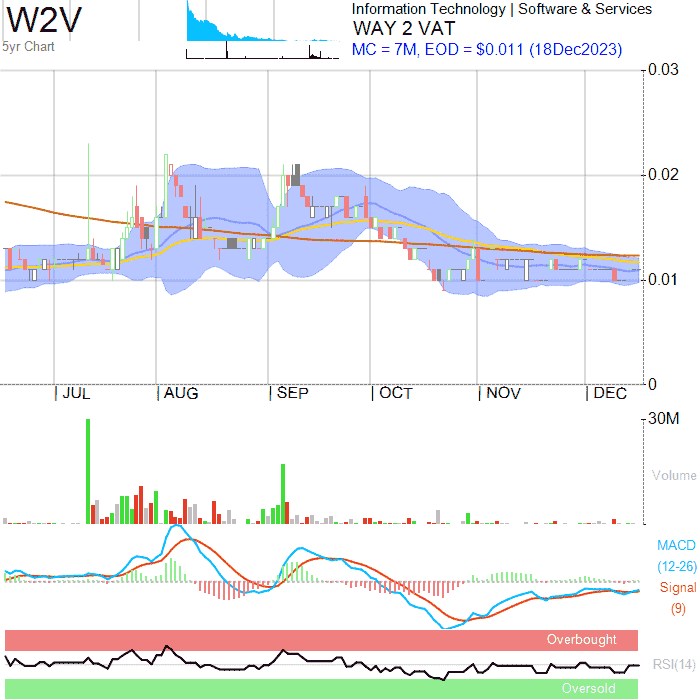 W2V
5yr Chart
Information Technology | Software & Services
WAY 2 VAT
MC = 7M, EOD = $0.011 (18Dec2023)
0.03
0.02
0.01
0
JUL AUG SEP OCT NOV DEC
30M
Volume
MACD
(12-26)
Signal
(9)
Overbought
RSI(14)
Oversold